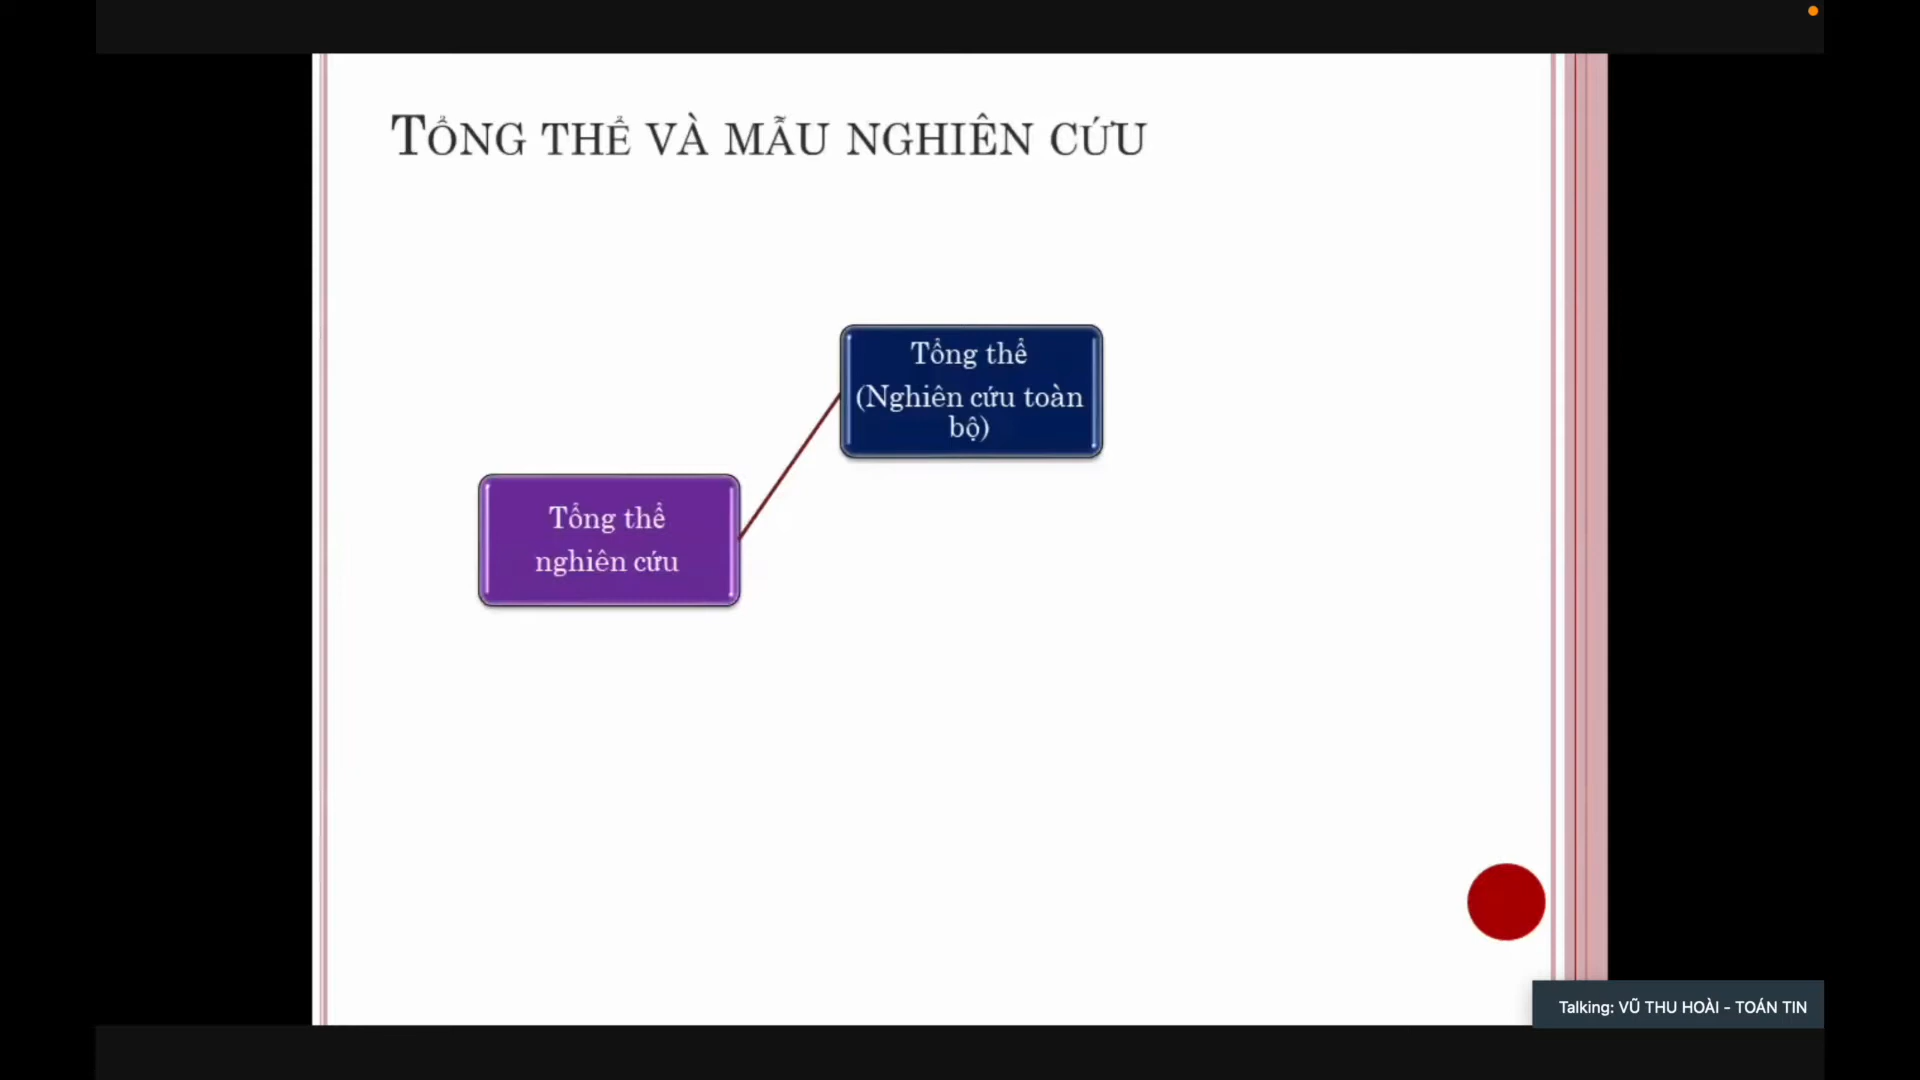 TỔNG THỂ VÀ MẪU NGHIÊN CỨU
Tổng thể
(Nghiên cứu toàn
bộ)
Tổng thể
nghiên cứu
Talking: VŨ THU HOÀI - TOÁN TIN